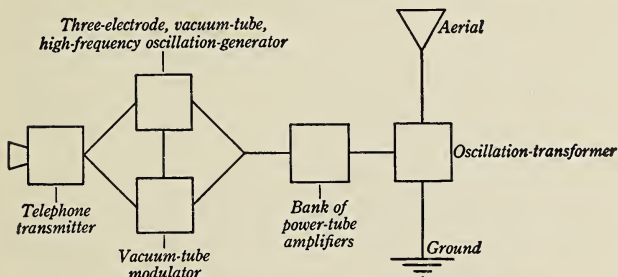 Three-electrode, vacuum-tube,
high-frequency oscillation-generator
Aerial
Oscillation-transformer
Telephone
transmitter
Vacuum-tube
modulator
Bank of
power-tube
amplifiers
Ground